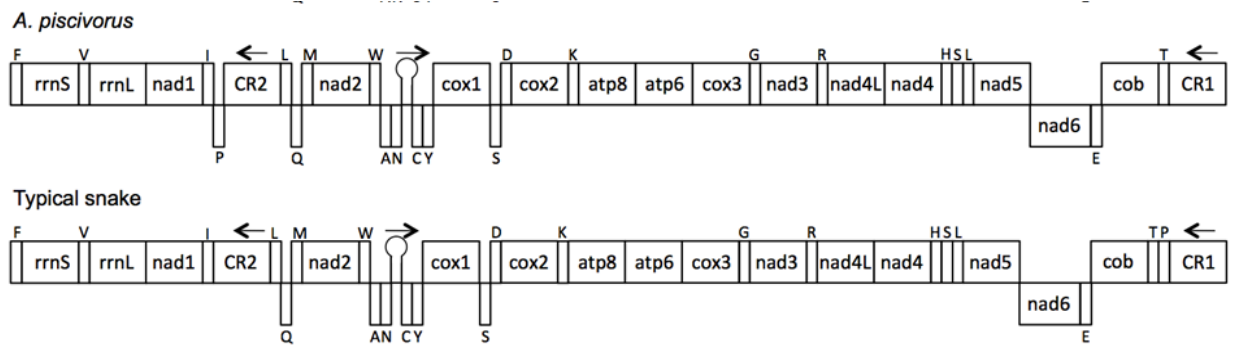 A. piscivorus
F V I L M W D K G R H S L T
rrnS rrnL nad1 CR2 nad2 cox1 cox2 atp8 atp6 cox3 nad3 nad4L nad4 nad5 cob CR1
nad6
P Q A N C Y S E
Typical snake
F V I L M W D K G R H S L T P
rrnS rrnL nad1 CR2 nad2 cox1 cox2 atp8 atp6 cox3 nad3 nad4L nad4 nad5 cob CR1
nad6
Q A N C Y S E